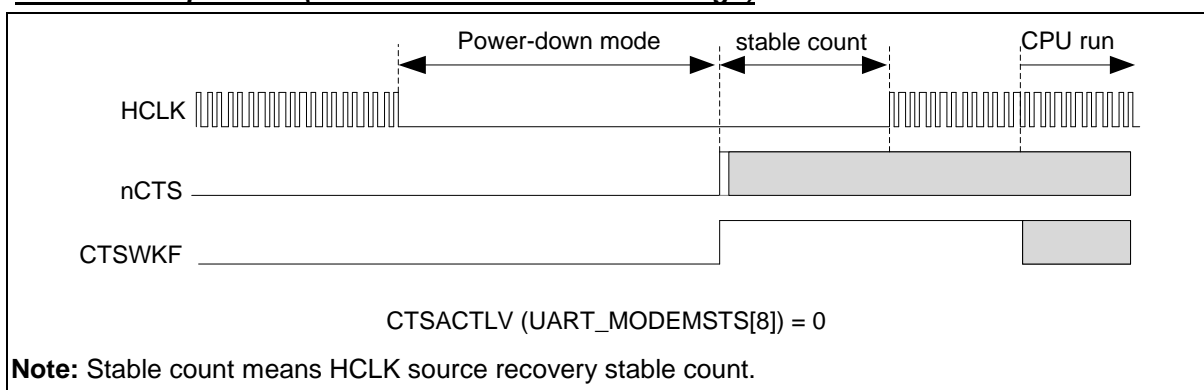 Power-down mode stable count CPU run
HCLK
nCTS
CTSWKF
CTSACTLV (UART_MODEMSTS[8]) = 0
Note: Stable count means HCLK source recovery stable count.